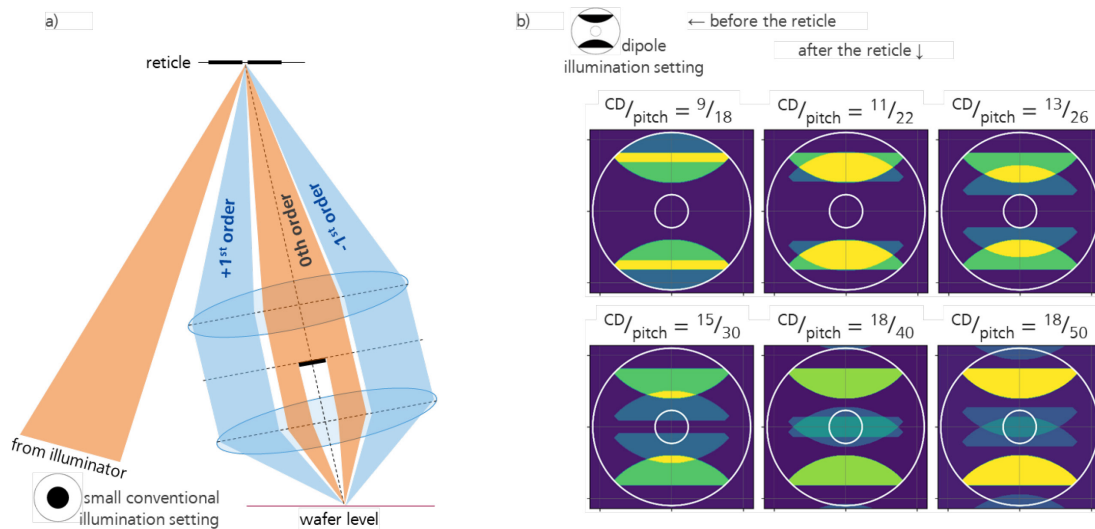 a)
reticle
+1st order
0th order
-1st order
from illuminator
small conventional
illumination setting
wafer level
b)
← before the reticle
dipole
illumination setting
after the reticle ↓
CD/pitch = 9/18
CD/pitch = 11/22
CD/pitch = 13/26
CD/pitch = 15/30
CD/pitch = 18/40
CD/pitch = 18/50